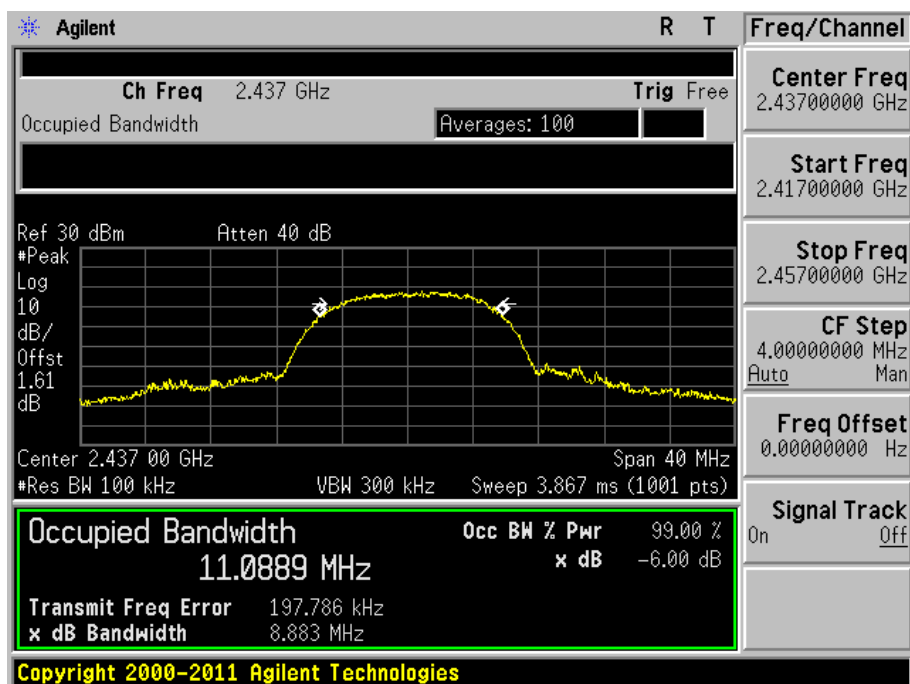 Agilent R T Freq/Channel
Ch Freq 2.437 GHz Trig Free
Occupied Bandwidth Averages: 100
Center Freq
2.43700000 GHz
Start Freq
2.41700000 GHz
Stop Freq
2.45700000 GHz
CF Step
4.00000000 MHz
Auto Man
Freq Offset
0.00000000 Hz
Signal Track
On Off
Ref 30 dBm Atten 40 dB
#Peak
Log
10
dB/
Offst
1.61
dB
Center 2.437 00 GHz Span 40 MHz
#Res BW 100 kHz VBW 300 kHz Sweep 3.867 ms (1001 pts)
Occupied Bandwidth Occ BW % Pwr 99.00 %
11.0889 MHz x dB -6.00 dB
Transmit Freq Error 197.786 kHz
x dB Bandwidth 8.883 MHz
Copyright 2000-2011 Agilent Technologies